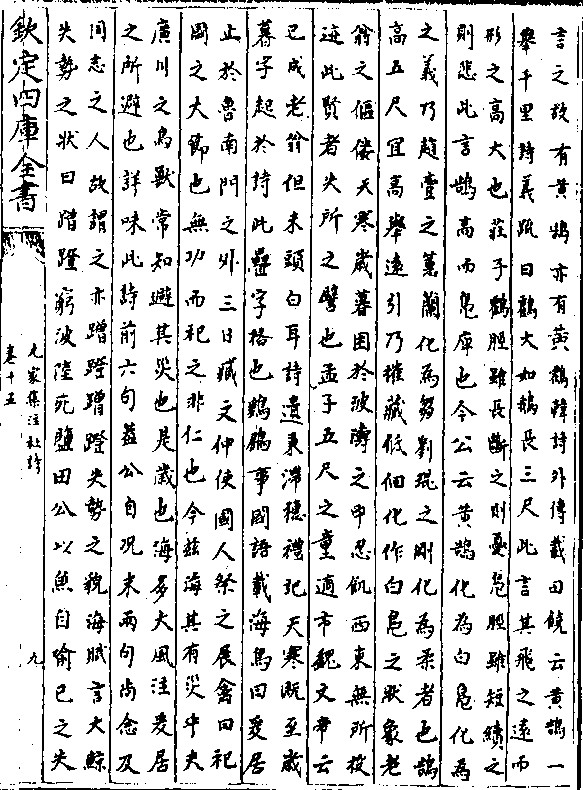 言之故有黄鵠亦有黄鶴韓詩外傳載田饒云黄鵠一
舉千里時義疏曰鵠大如鵝長三尺此言其飛之遠而
形之高大也莊子鶴脛雖長斷之則憂鳬脛雖短續之
則悲此言鵠高而鳬庳也今公云黄鵠化為白鳬化為
之義乃趙壹之蕙蘭化為芻劉琨之剛化為柔者也鵠
高五尺冝高舉逺引乃摧藏低佪化作白鳬之狀象老
翁之傴僂天寒歲暮困於波濤之中忍飢西東無所投
迹此賢者失所之譬也孟子五尺之童適市魏文帝云
已成老翁但未頭白耳詩遺秉滯穗禮記天寒既至歲
暮字起於詩此疊字格也鶢鶋事國語載海鳥曰爰居
止於魯南門之外三日臧文仲使國人祭之展禽曰祀
國之大節也無功而祀之非仁也今兹海其有災乎夫
廣川之鳥獸常知避其災也是歲也海多大風注爰居
之所避也詳味此詩前六句葢公自况末兩句尚念及
同志之人故謂之亦蹭蹬蹭蹬失勢之貌海賦言大鯨
失勢之狀曰蹭蹬窮波陸死鹽田公以魚自喻已之失
欽定四庫全書
九家集注杜詩
卷十五
九